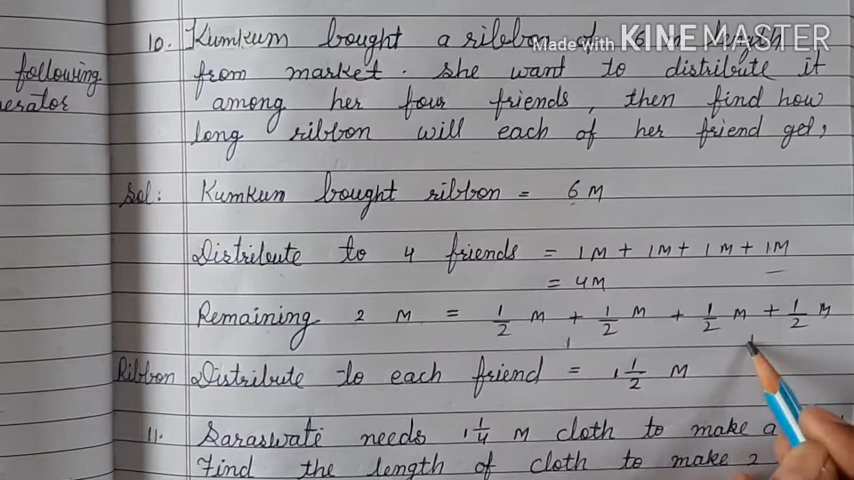 10. Kumkum bought a ribbon of 6 m length
Made with KINEMASTER
following
from market. She want to distribute it
erator
among her four friends, then find how
long ribbon will each of her friend get,
Sol: Kumkun bought ribbon = 6 M
Distribute to 4 friends = 1M + 1M + 1M + 1M
= 4M
Remaining 2 M = 1/2 M + 1/2 M + 1/2 M + 1/2 M
Ribbon Distribute to each friend = 1 1/2 M
11. Saraswati needs 1 1/4 M cloth to make a
Find the length of cloth to make 2